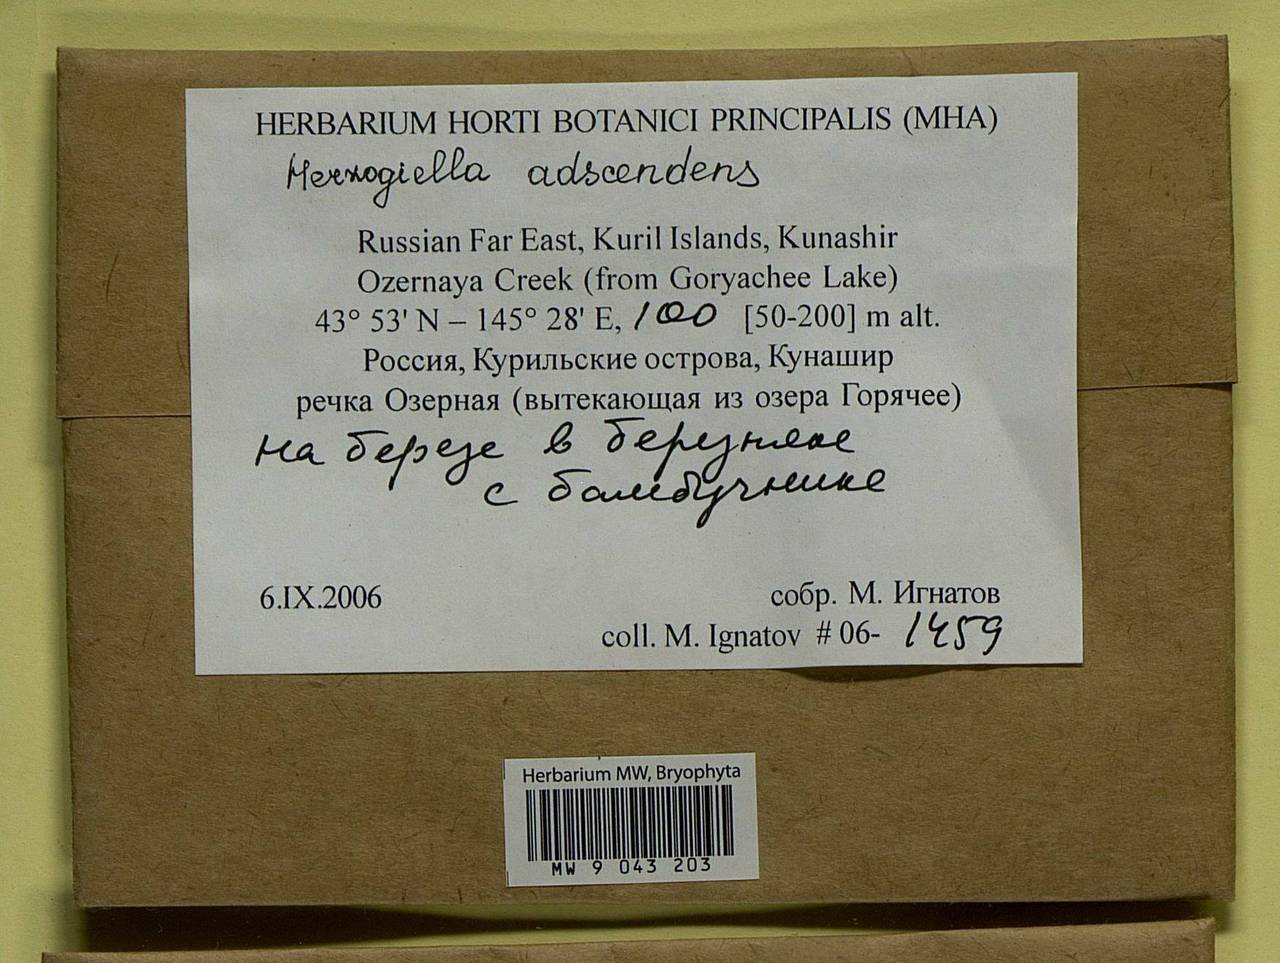 HERBARIUM HORTI BOTANICI PRINCIPALIS (MHA)
Herzogiella adscendens
Russian Far East, Kuril Islands, Kunashir
Ozernaya Creek (from Goryachee Lake)
43° 53' N – 145° 28' E, 100 [50-200] m alt.
Россия, Курильские острова, Кунашир
речка Озерная (вытекающая из озера Горячее)
на березе в березняке
с бамбучнике
6.IX.2006
собр. М. Игнатов
coll. M. Ignatov # 06- 1459
Herbarium MW, Bryophyta
MW 9 043 203